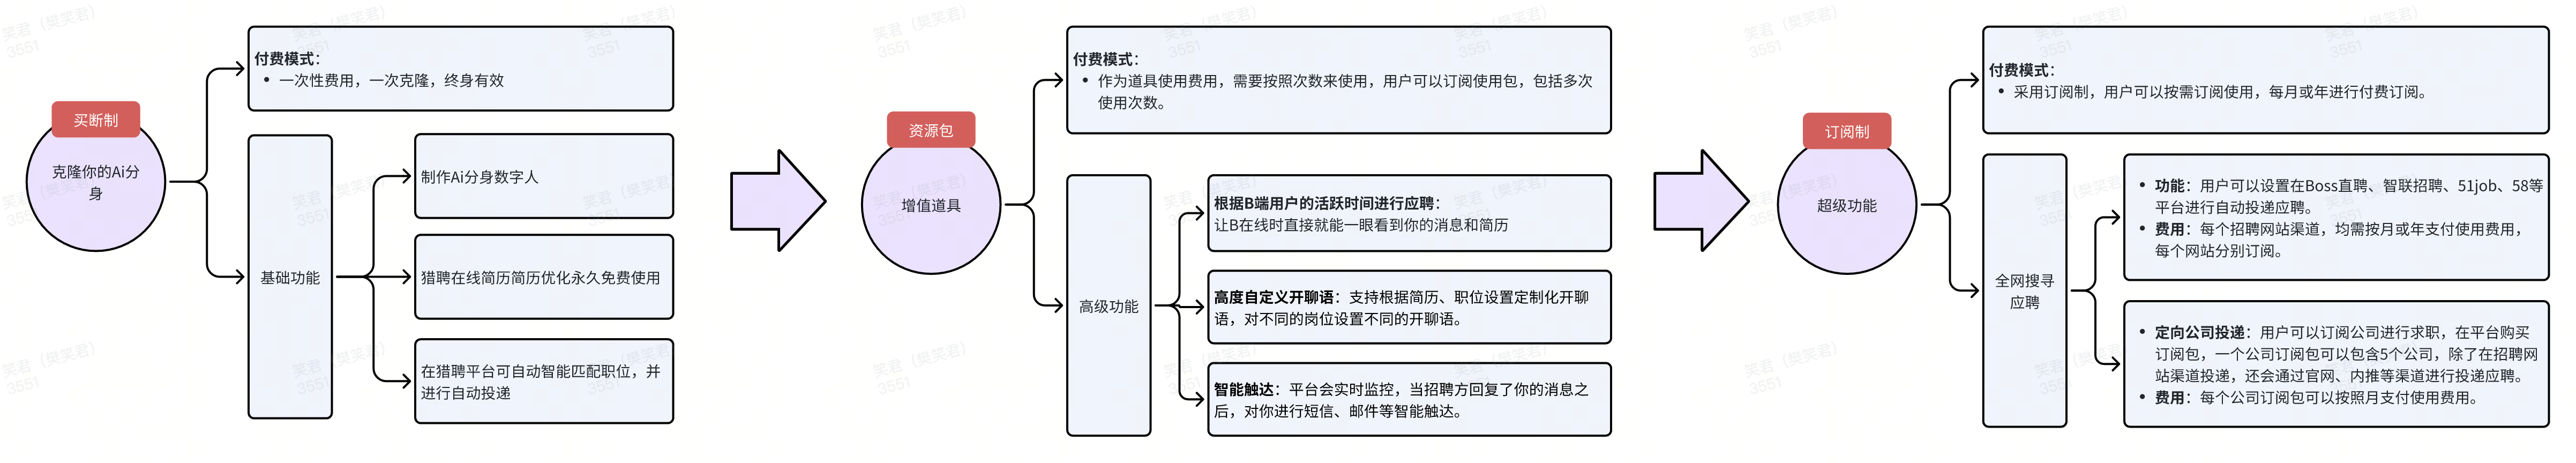 买断制
克隆你的Ai分
身
付费模式：
• 一次性费用，一次克隆，终身有效
基础功能
制作Ai分身数字人
猎聘在线简历简历优化永久免费使用
在猎聘平台可自动智能匹配职位，并
进行自动投递
资源包
增值道具
付费模式：
• 作为道具使用费用，需要按照次数来使用，用户可以订阅使用包，包括多次
使用次数。
高级功能
根据B端用户的活跃时间进行应聘：
让B在线时直接就能一眼看到你的消息和简历
高度自定义开聊语：支持根据简历、职位设置定制化开聊
语，对不同的岗位设置不同的开聊语。
智能触达：平台会实时监控，当招聘方回复了你的消息之
后，对你进行短信、邮件等智能触达。
订阅制
超级功能
付费模式：
• 采用订阅制，用户可以按需订阅使用，每月或年进行付费订阅。
全网搜寻
应聘
• 功能：用户可以设置在Boss直聘、智联招聘、51job、58等
平台进行自动投递应聘。
• 费用：每个招聘网站渠道，均需按月或年支付使用费用，
每个网站分别订阅。
• 定向公司投递：用户可以订阅公司进行求职，在平台购买
订阅包，一个公司订阅包可以包含5个公司，除了在招聘网
站渠道投递，还会通过官网、内推等渠道进行投递应聘。
• 费用：每个公司订阅包可以按照月支付使用费用。
笑君（樊笑君）
3551